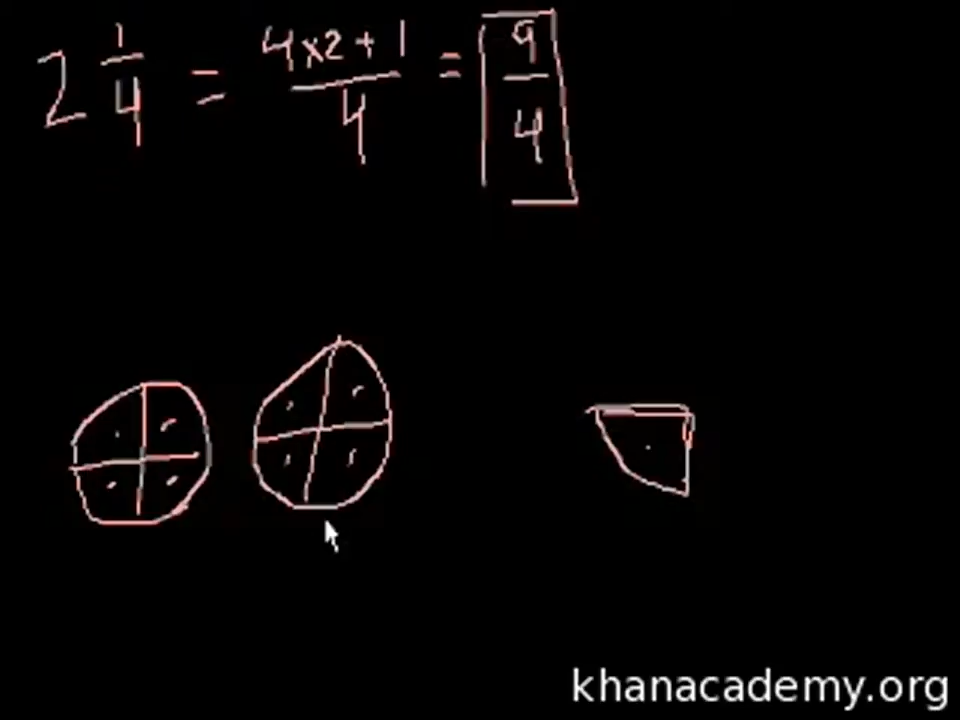 2 1/4 = (4x2+1)/4 = 9/4
khanacademy.org